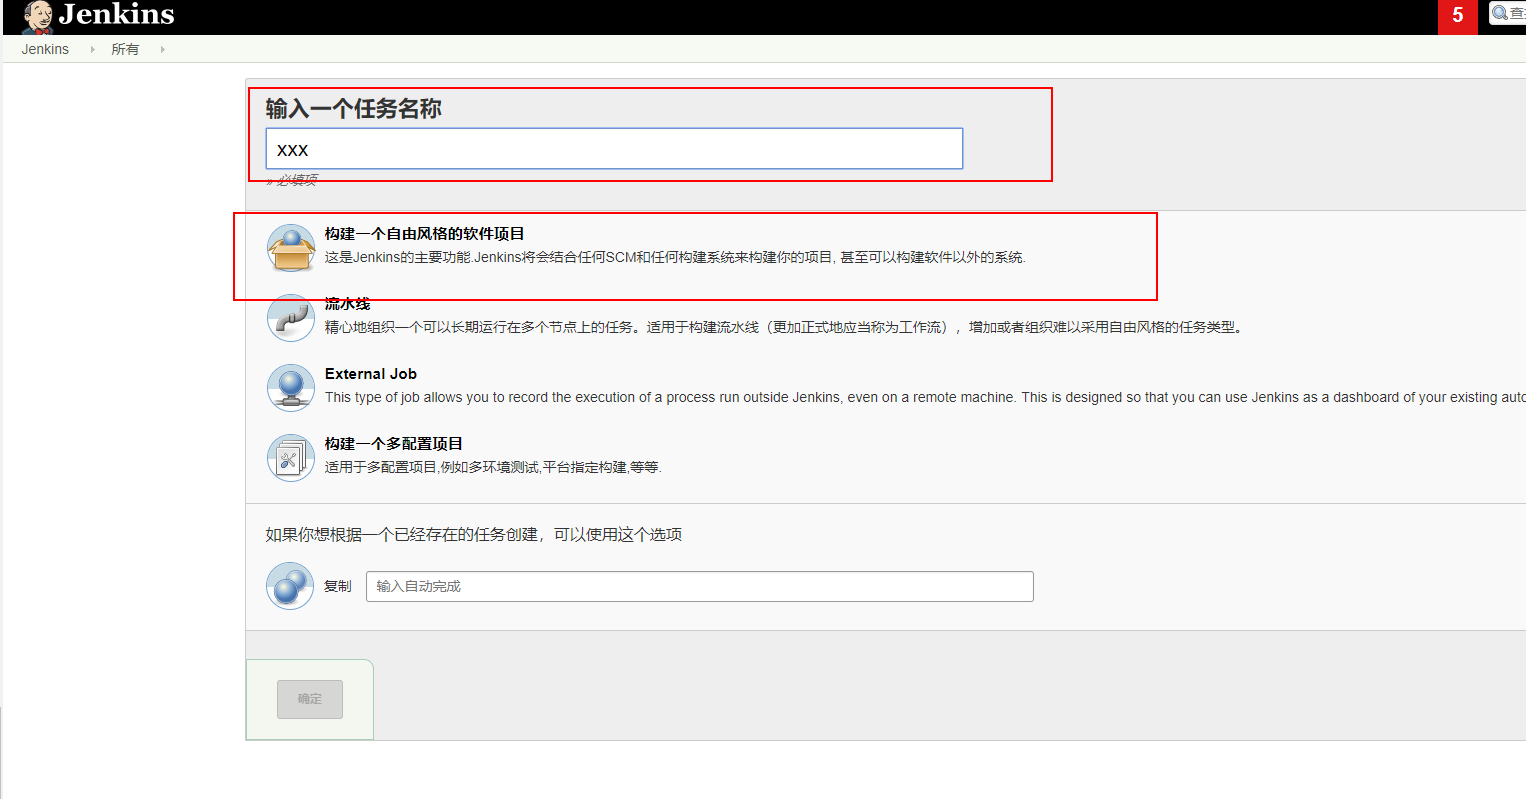 Jenkins
5
查
Jenkins 所有
输入一个任务名称
xxx
» 必填项
构建一个自由风格的软件项目
这是Jenkins的主要功能.Jenkins将会结合任何SCM和任何构建系统来构建你的项目, 甚至可以构建软件以外的系统.
流水线
精心地组织一个可以长期运行在多个节点上的任务。适用于构建流水线（更加正式地应当称为工作流），增加或者组织难以采用自由风格的任务类型。
External Job
This type of job allows you to record the execution of a process run outside Jenkins, even on a remote machine. This is designed so that you can use Jenkins as a dashboard of your existing auto
构建一个多配置项目
适用于多配置项目,例如多环境测试,平台指定构建,等等.
如果你想根据一个已经存在的任务创建，可以使用这个选项
复制 输入自动完成
确定